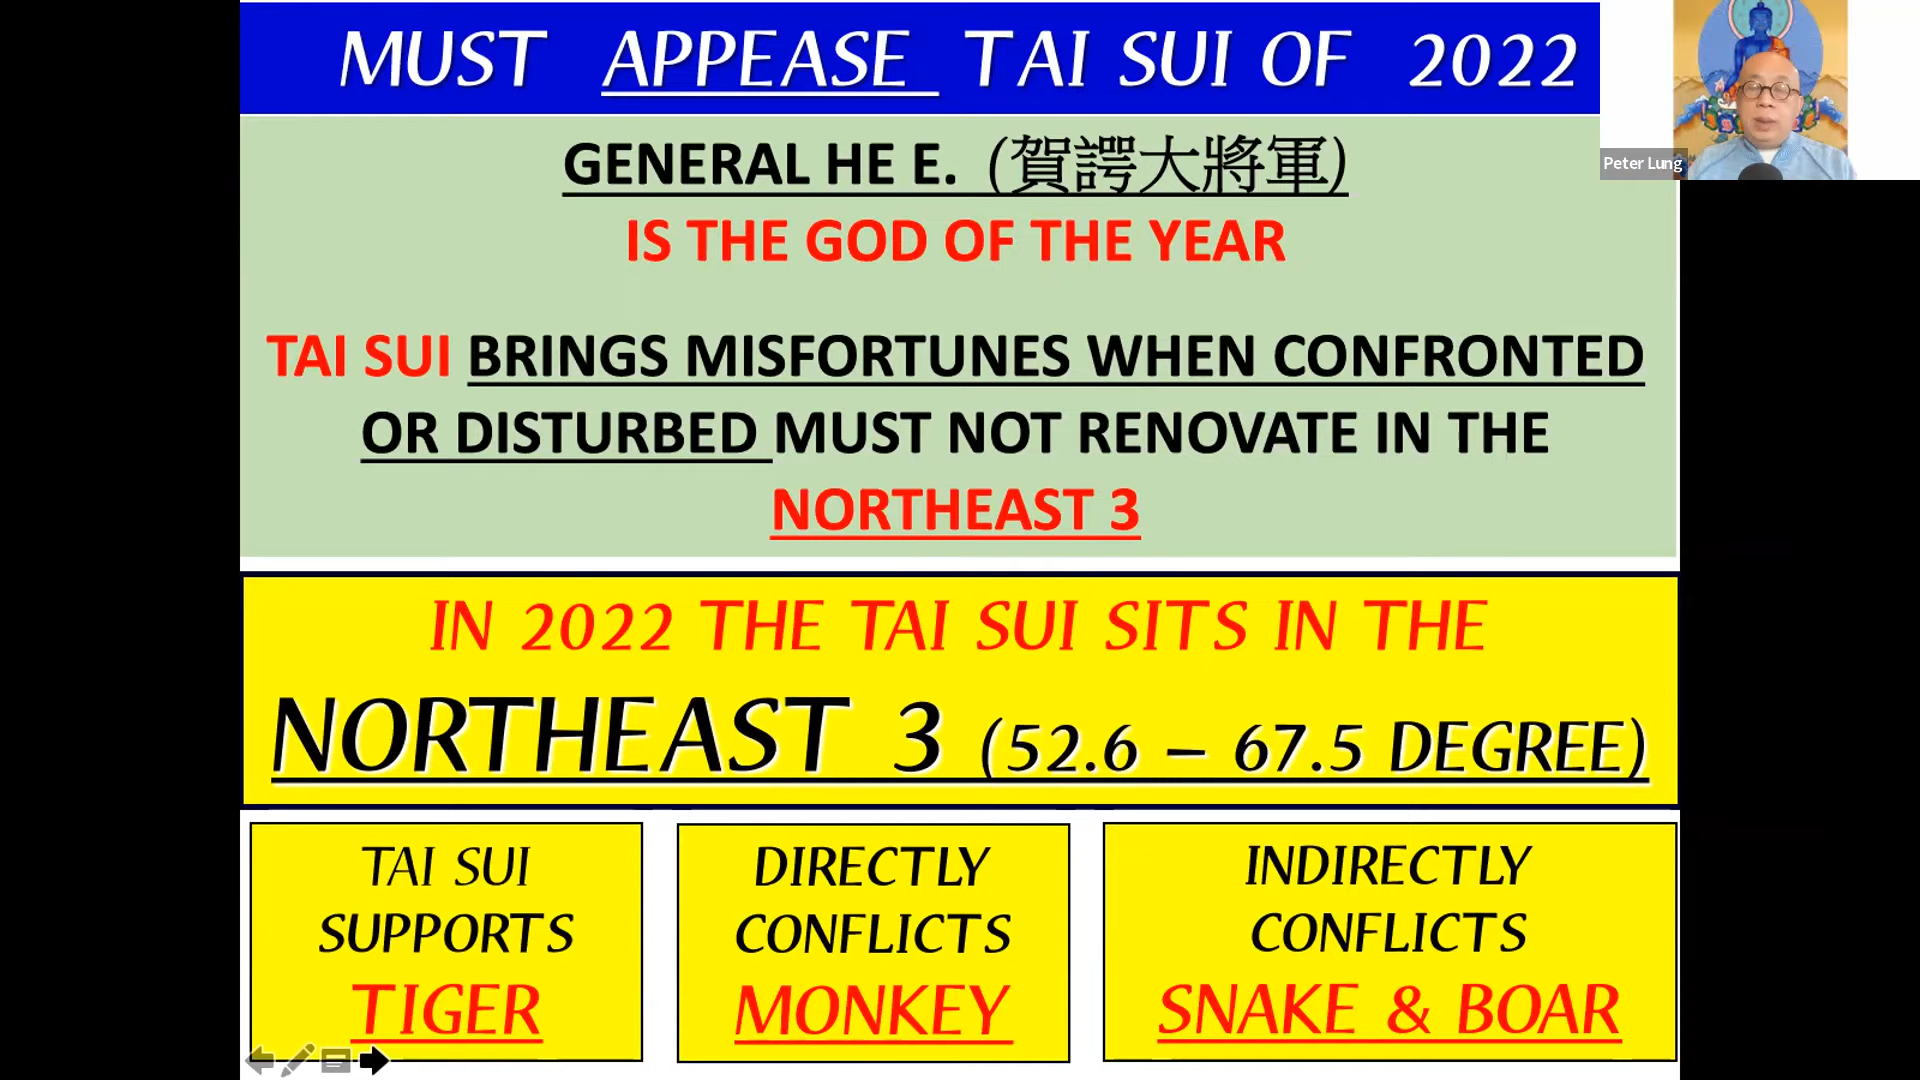 MUST APPEASE TAI SUI OF 2022
Peter Lung
GENERAL HE E. (賀諤大將軍)
IS THE GOD OF THE YEAR
TAI SUI BRINGS MISFORTUNES WHEN CONFRONTED
OR DISTURBED MUST NOT RENOVATE IN THE
NORTHEAST 3
IN 2022 THE TAI SUI SITS IN THE
NORTHEAST 3 (52.6 – 67.5 DEGREE)
TAI SUI
SUPPORTS
TIGER
DIRECTLY
CONFLICTS
MONKEY
INDIRECTLY
CONFLICTS
SNAKE & BOAR